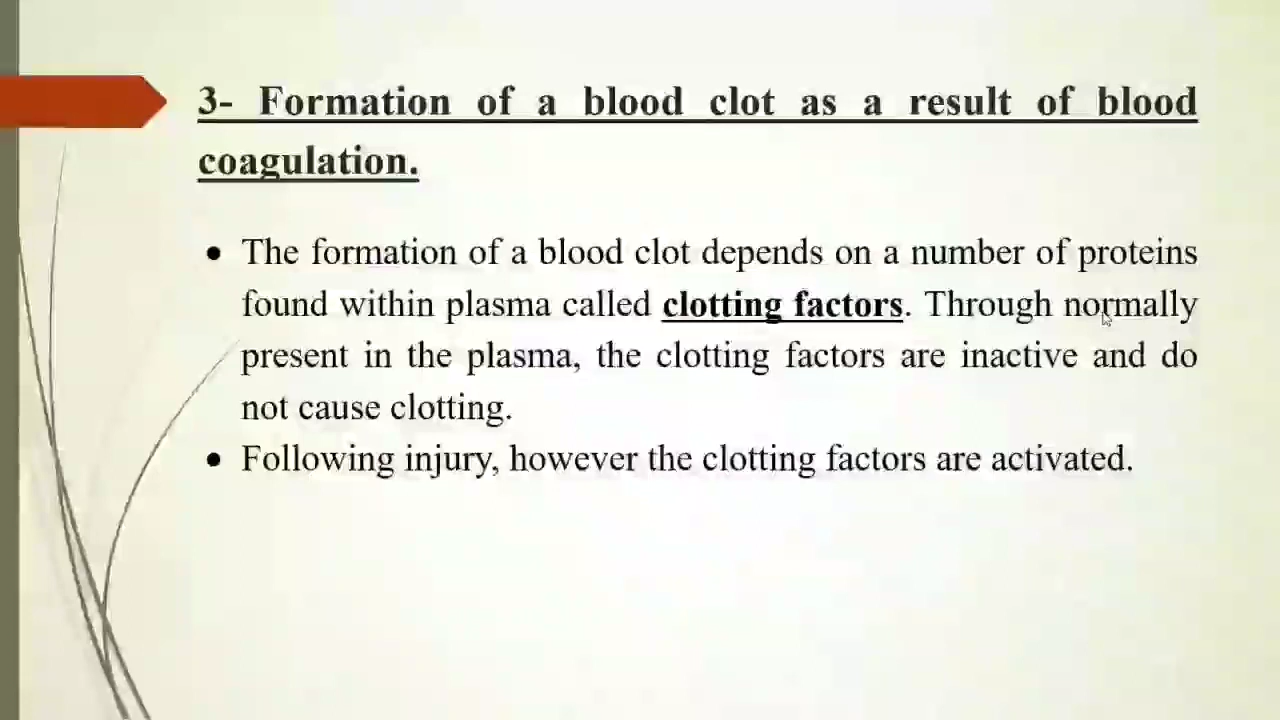 3- Formation of a blood clot as a result of blood
coagulation.
• The formation of a blood clot depends on a number of proteins
found within plasma called clotting factors. Through normally
present in the plasma, the clotting factors are inactive and do
not cause clotting.
• Following injury, however the clotting factors are activated.